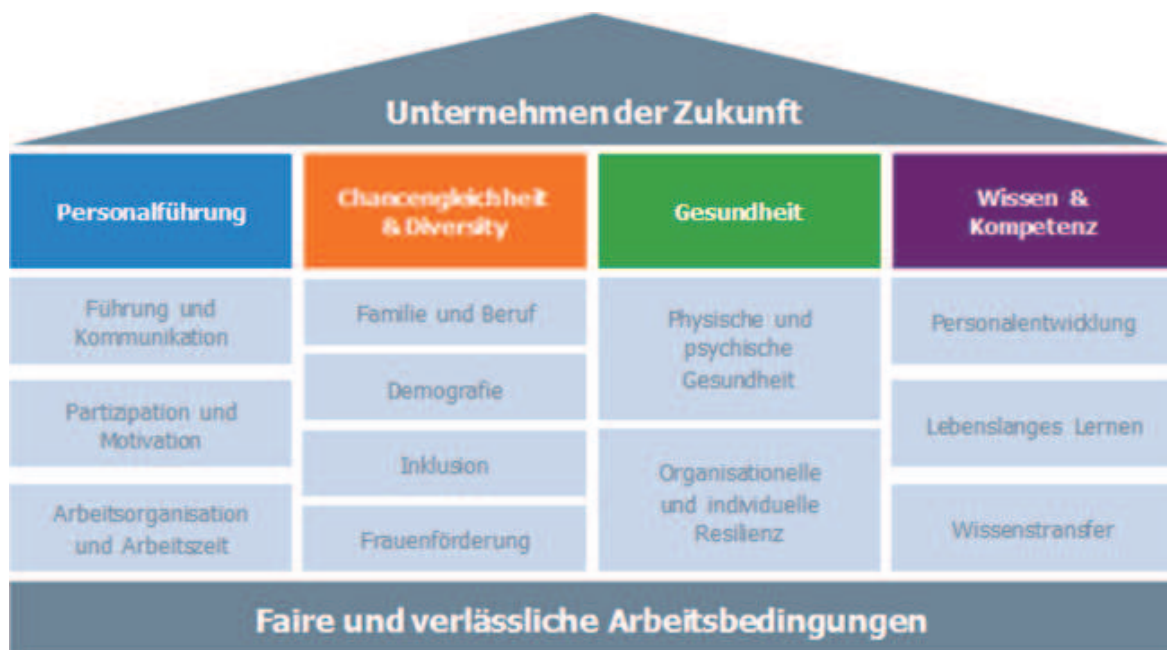 Unternehmen der Zukunft
Personalführung
Führung und
Kommunikation
Partizipation und
Motivation
Arbeitsorganisation
und Arbeitszeit
Chancengleichheit
& Diversity
Familie und Beruf
Demografie
Inklusion
Frauenförderung
Gesundheit
Physische und
psychische
Gesundheit
Organisationelle
und individuelle
Resilienz
Wissen &
Kompetenz
Personalentwicklung
Lebenslanges Lernen
Wissenstransfer
Faire und verlässliche Arbeitsbedingungen